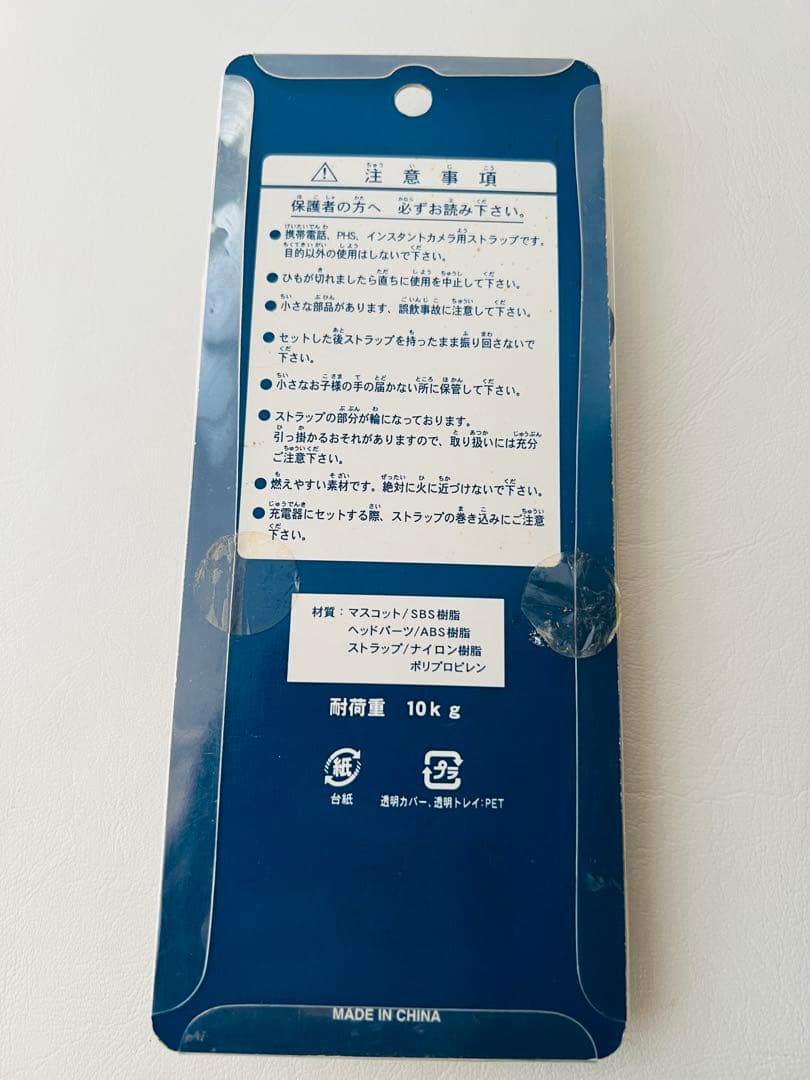 注意事項
保護者の方へ 必ずお読み下さい。
●携帯電話、PHS、インスタントカメラ用ストラップです。
目的以外の使用はしないで下さい。
●ひもが切れましたら直ちに使用を中止して下さい。
●小さな部品があります、誤飲事故に注意して下さい。
●セットした後ストラップを持ったまま振り回さないで
下さい。
●小さなお子様の手の届かない所に保管して下さい。
●ストラップの部分が輪になっております。
引っ掛かるおそれがありますので、取り扱いには充分
ご注意下さい。
●燃えやすい素材です。絶対に火に近づけないで下さい。
●充電器にセットする際、ストラップの巻き込みにご注意
下さい。
材質：マスコット/SBS樹脂
ヘッドパーツ/ABS樹脂
ストラップ/ナイロン樹脂
ポリプロピレン
耐荷重 10kg
紙 プラ
台紙 透明カバー、透明トレイ：PET
MADE IN CHINA